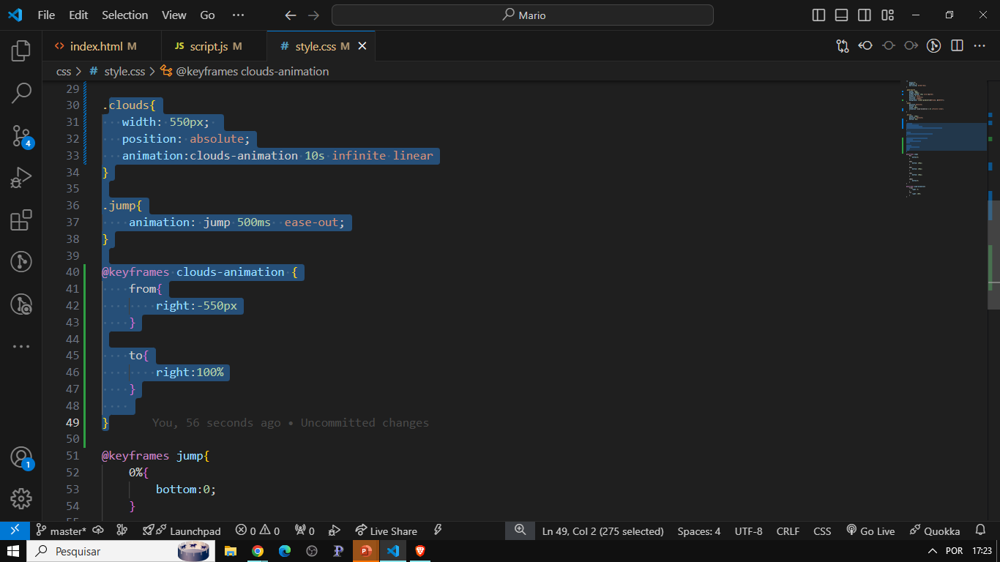 File Edit Selection View Go ··· Mario
index.html M JS script.js M # style.css M
css > # style.css > @keyframes clouds-animation
29
30 .clouds{
31 width: 550px;
32 position: absolute;
33 animation:clouds-animation 10s infinite linear
34 }
35
36 .jump{
37 animation: jump 500ms ease-out;
38 }
39
40 @keyframes clouds-animation {
41 from{
42 right:-550px
43 }
44
45 to{
46 right:100%
47 }
48
49 } You, 56 seconds ago • Uncommitted changes
50
51 @keyframes jump{
52 0%{
53 bottom:0;
54 }
4
1
master* Launchpad 0 0 0 Live Share Ln 49, Col 2 (275 selected) Spaces: 4 UTF-8 CRLF CSS Go Live Quokka
Pesquisar POR 17:23